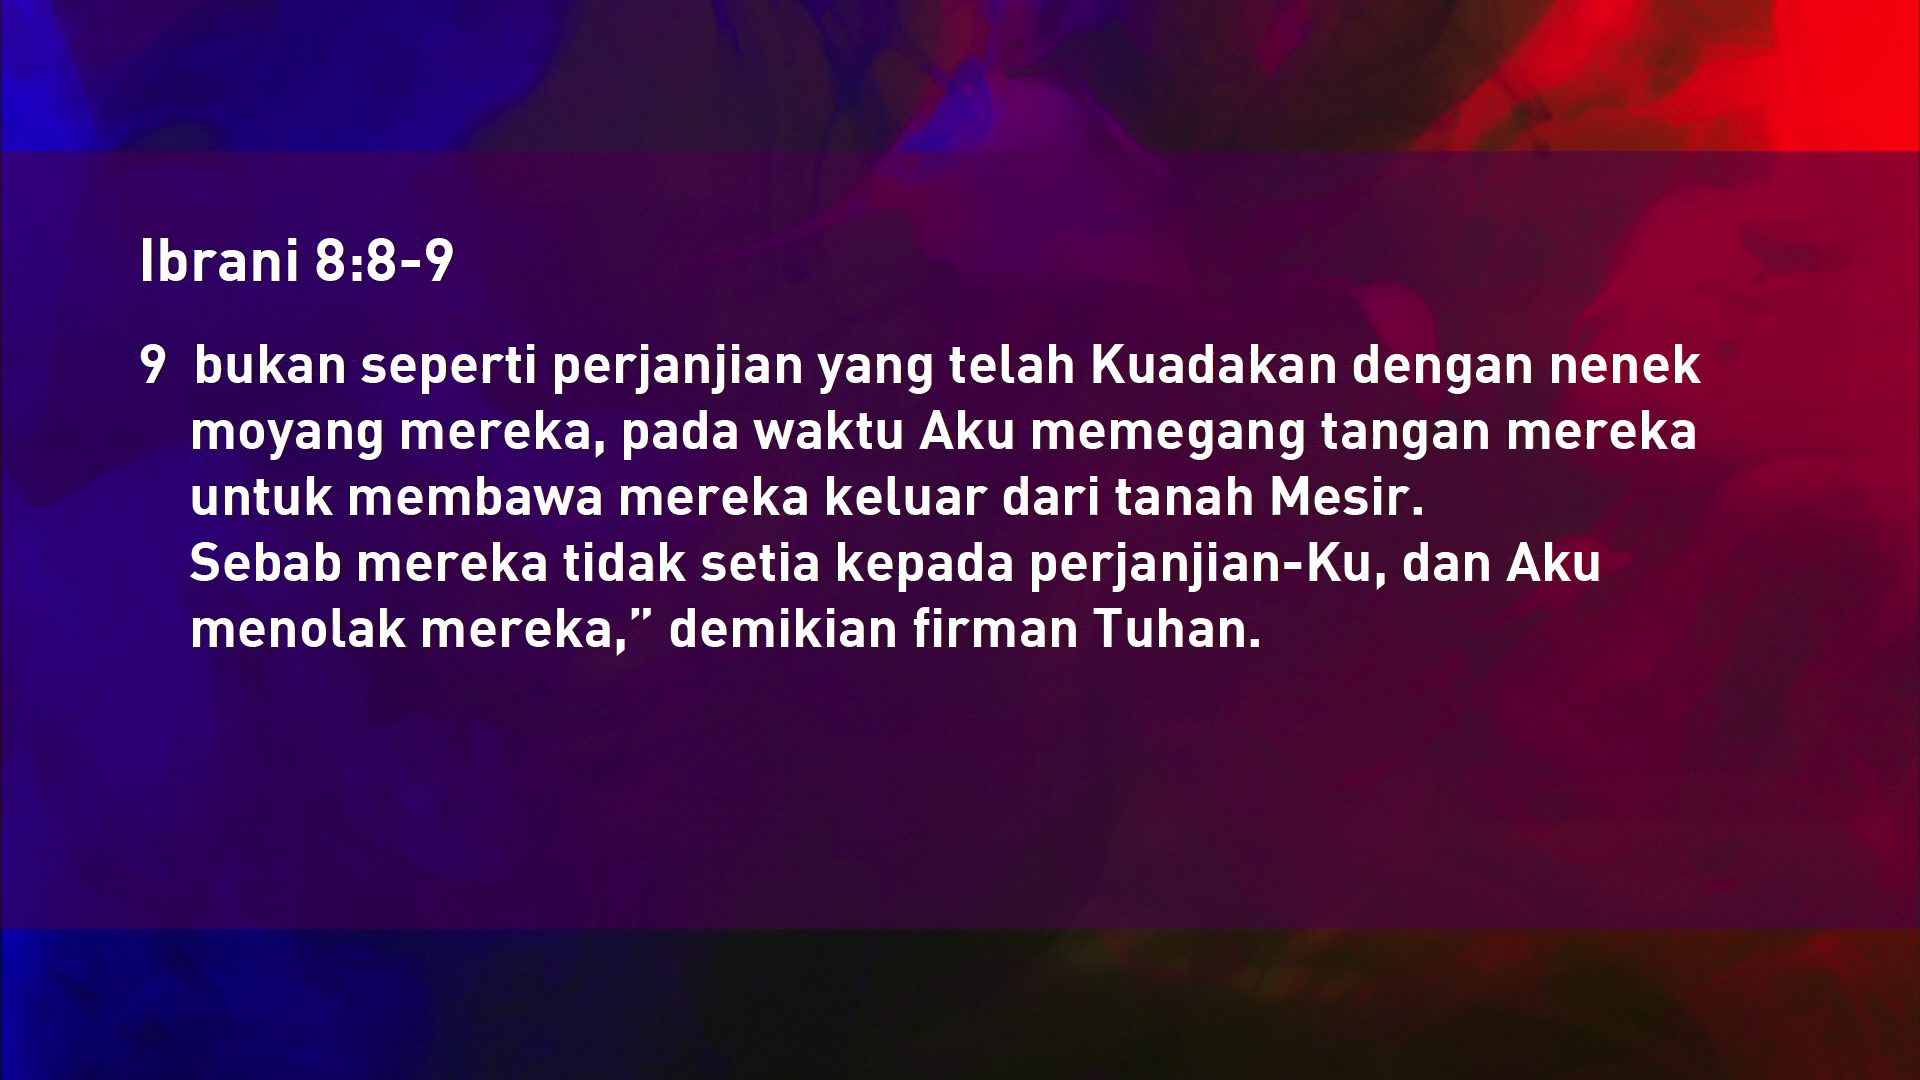 Ibrani 8:8-9
9 bukan seperti perjanjian yang telah Kuadakan dengan nenek
moyang mereka, pada waktu Aku memegang tangan mereka
untuk membawa mereka keluar dari tanah Mesir.
Sebab mereka tidak setia kepada perjanjian-Ku, dan Aku
menolak mereka,” demikian firman Tuhan.